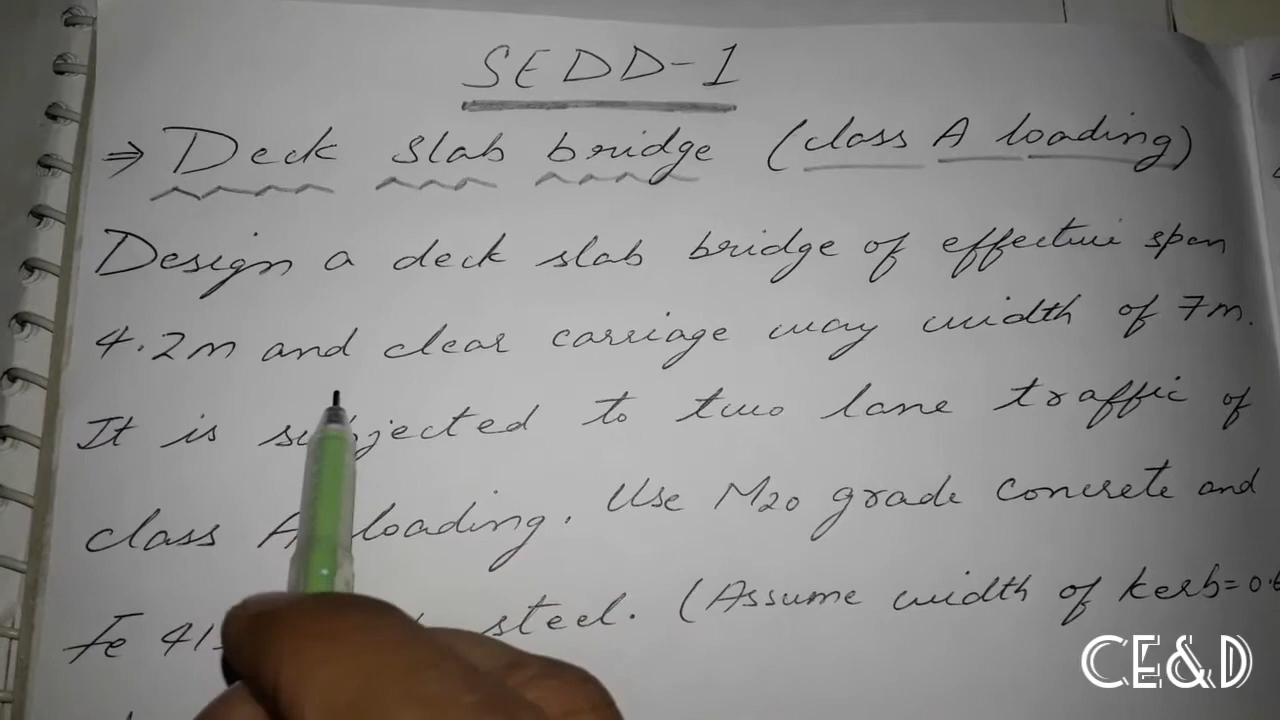 SEDD-1
⇒ Deck slab bridge (class A loading)
Design a deck slab bridge of effective span
4.2m and clear carriage way width of 7m.
It is subjected to two lane traffic of
class A loading. Use M20 grade concrete and
Fe steel. (Assume width of kerb=
CE&D